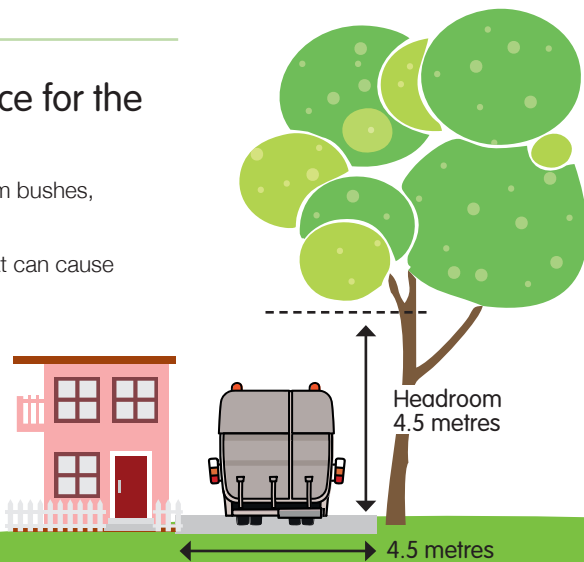 ce for the
bushes,
t can cause
Headroom
4.5 metres
4.5 metres